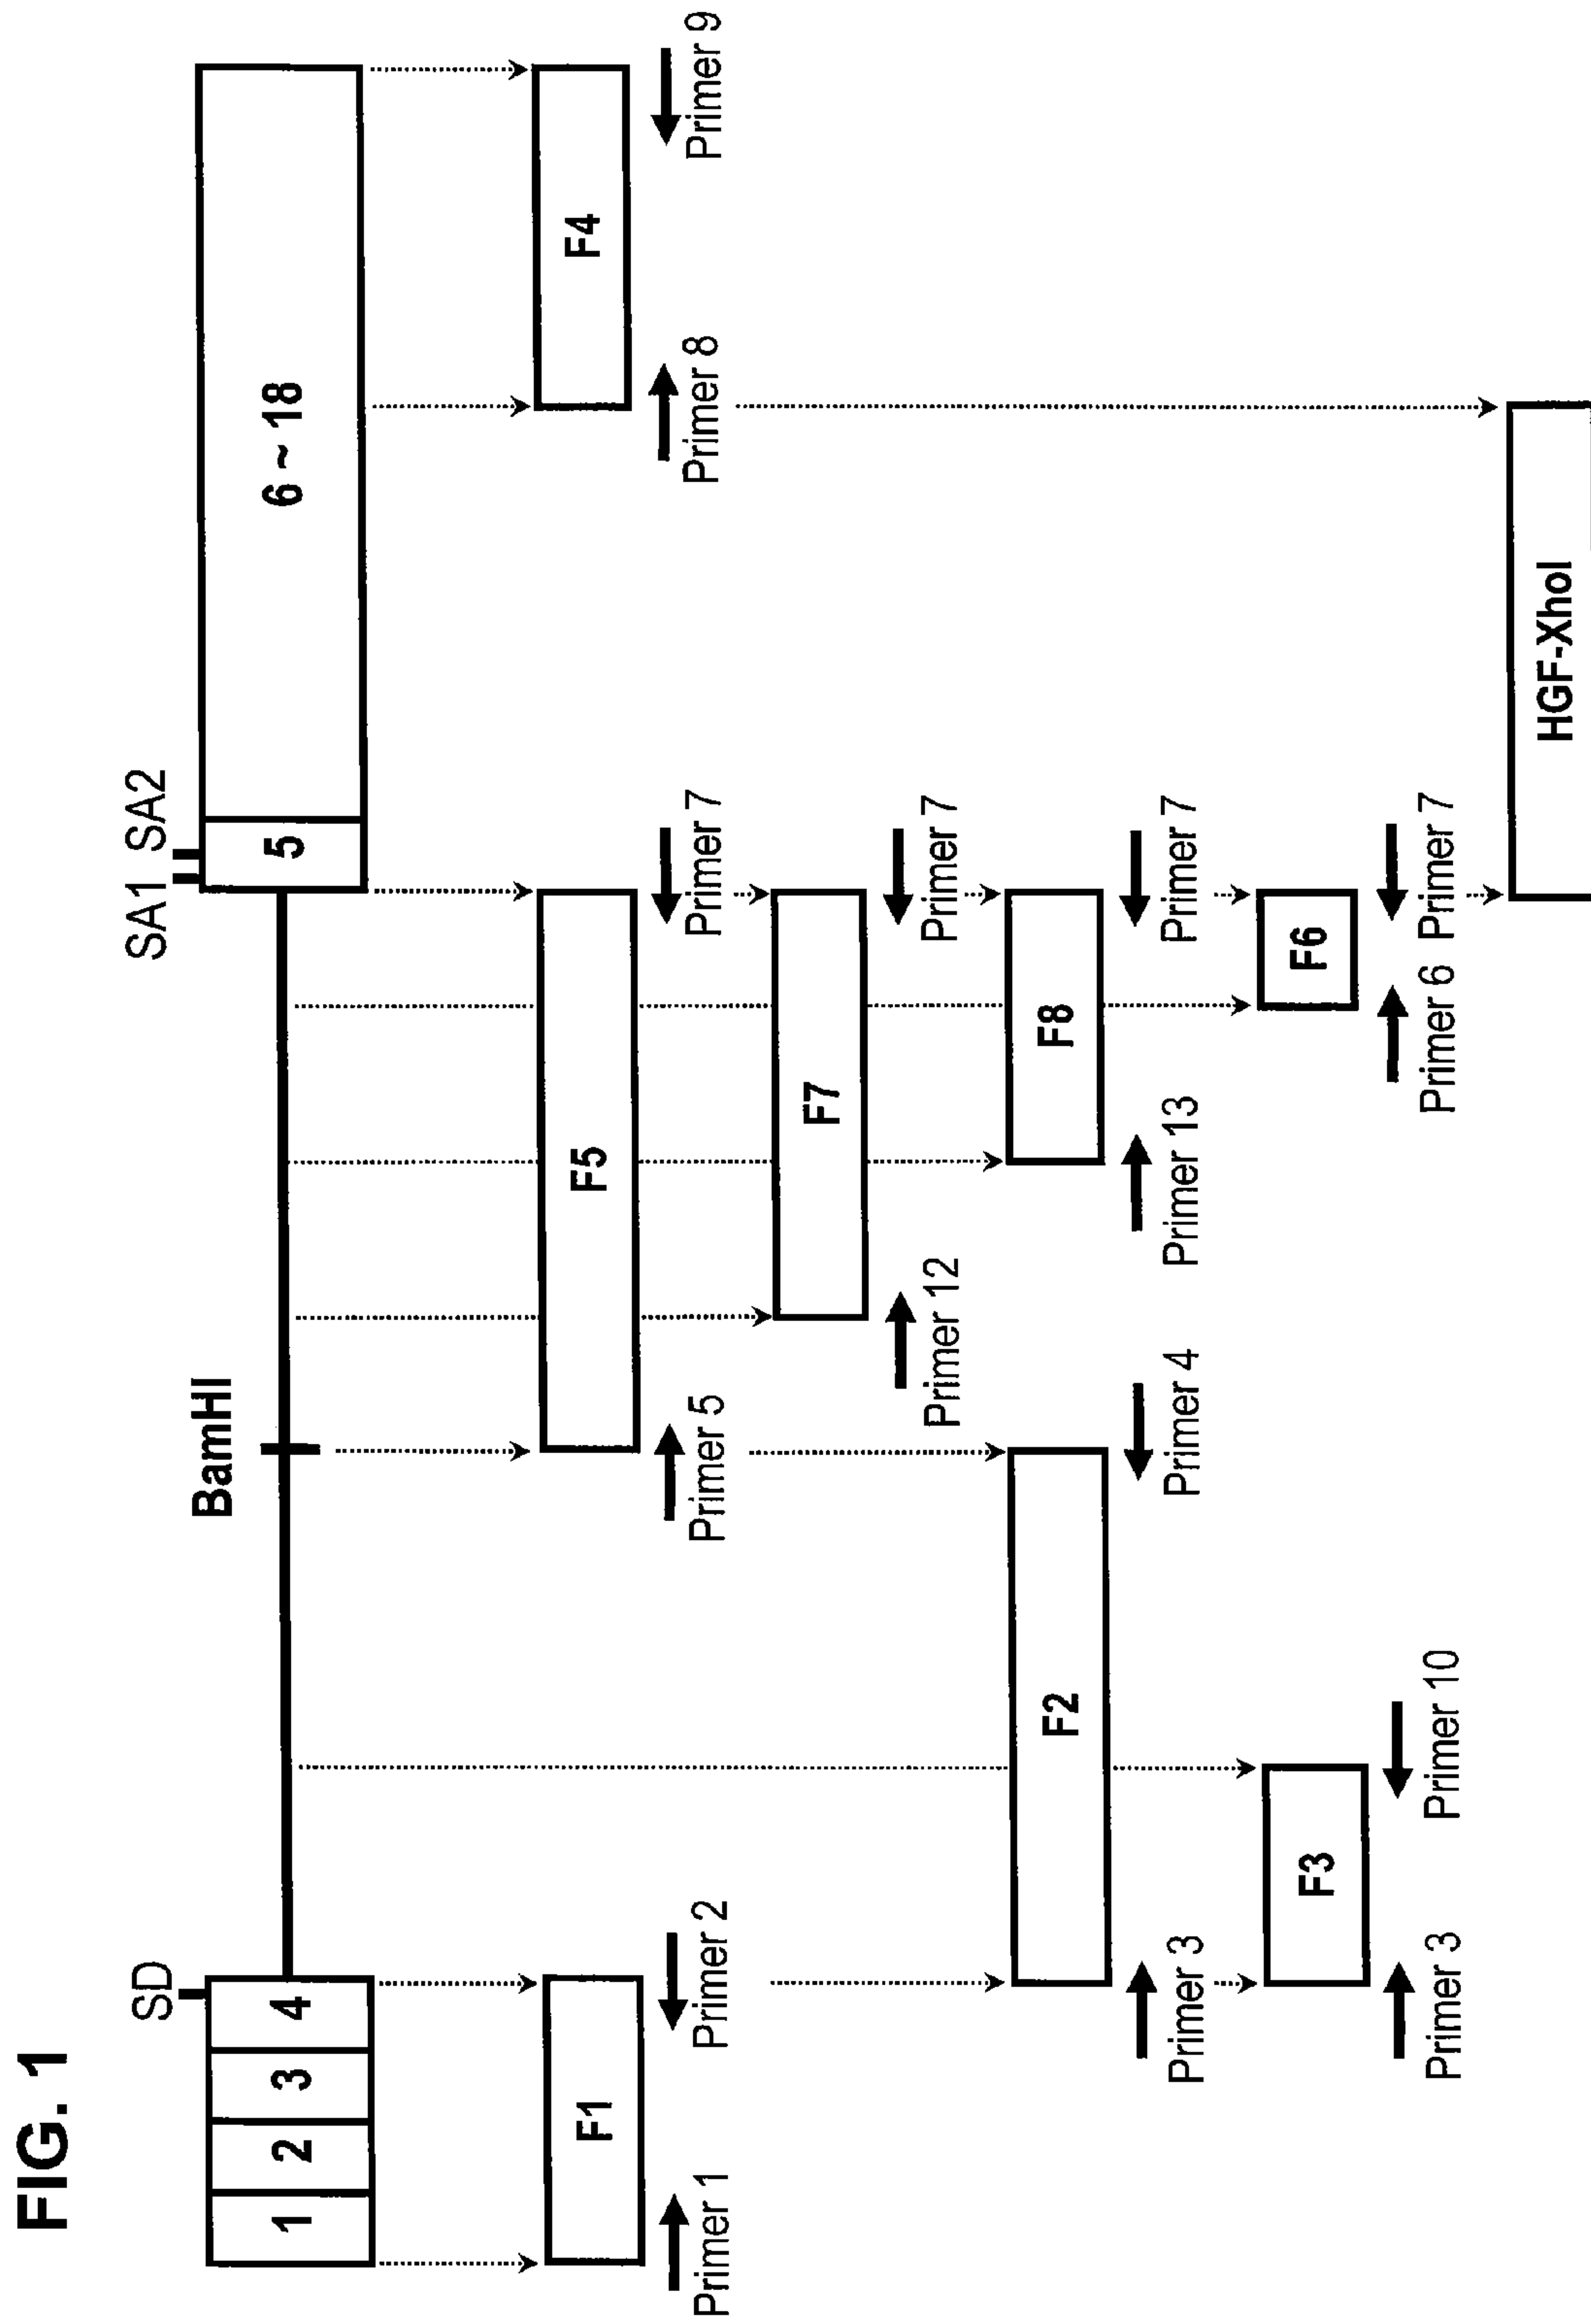 FIG. 1
SD
SA1 SA2
BamHI
1 2 3 4
5
6 ~ 18
F1
F5
F4
Primer 1
Primer 2
Primer 5
Primer 7
Primer 8
Primer 9
F7
Primer 12
Primer 7
F2
F8
Primer 3
Primer 4
Primer 13
Primer 7
F3
F6
Primer 3
Primer 10
Primer 6
Primer 7
HGF-XhoI